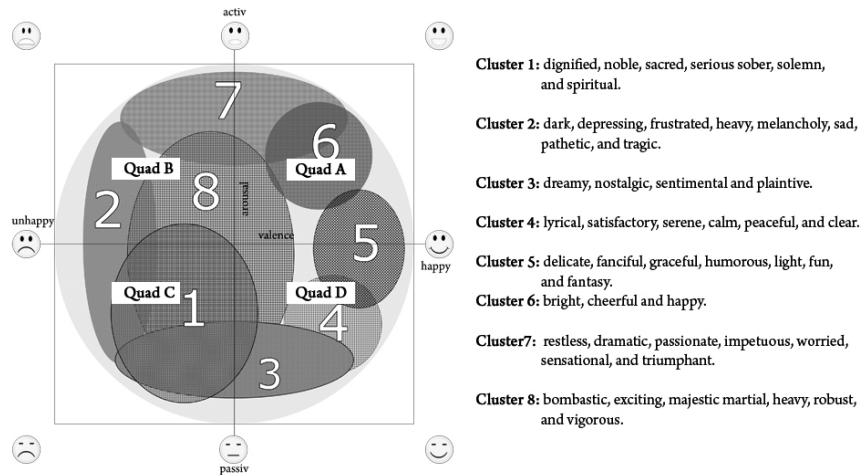 activ
7
6
Quad B
Quad A
8
arousal
2
unhappy
valence
5
happy
Quad C
Quad D
1
4
3
passiv
Cluster 1: dignified, noble, sacred, serious sober, solemn,
and spiritual.
Cluster 2: dark, depressing, frustrated, heavy, melancholy, sad,
pathetic, and tragic.
Cluster 3: dreamy, nostalgic, sentimental and plaintive.
Cluster 4: lyrical, satisfactory, serene, calm, peaceful, and clear.
Cluster 5: delicate, fanciful, graceful, humorous, light, fun,
and fantasy.
Cluster 6: bright, cheerful and happy.
Cluster7: restless, dramatic, passionate, impetuous, worried,
sensational, and triumphant.
Cluster 8: bombastic, exciting, majestic martial, heavy, robust,
and vigorous.